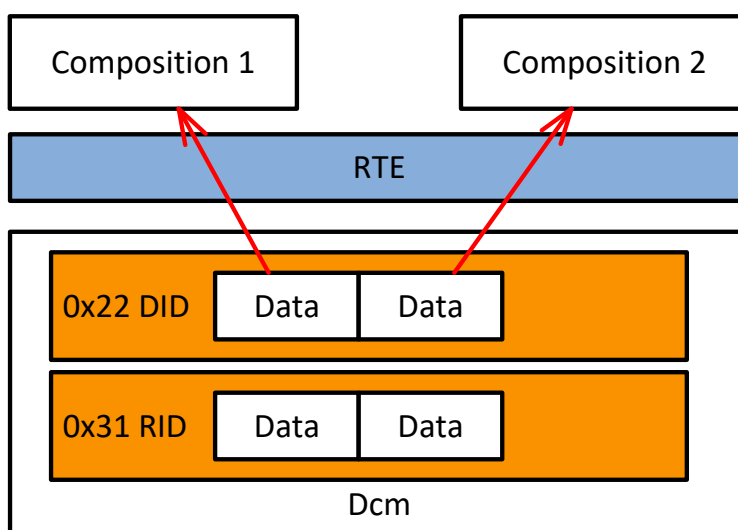 Composition 1
Composition 2
RTE
0x22 DID
Data
Data
0x31 RID
Data
Data
Dcm